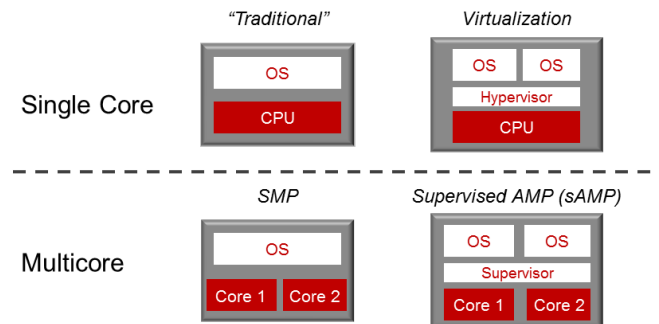 “Traditional”
Virtualization
Single Core
OS
CPU
OS OS
Hypervisor
CPU
SMP
Supervised AMP (sAMP)
Multicore
OS
Core 1 Core 2
OS OS
Supervisor
Core 1 Core 2